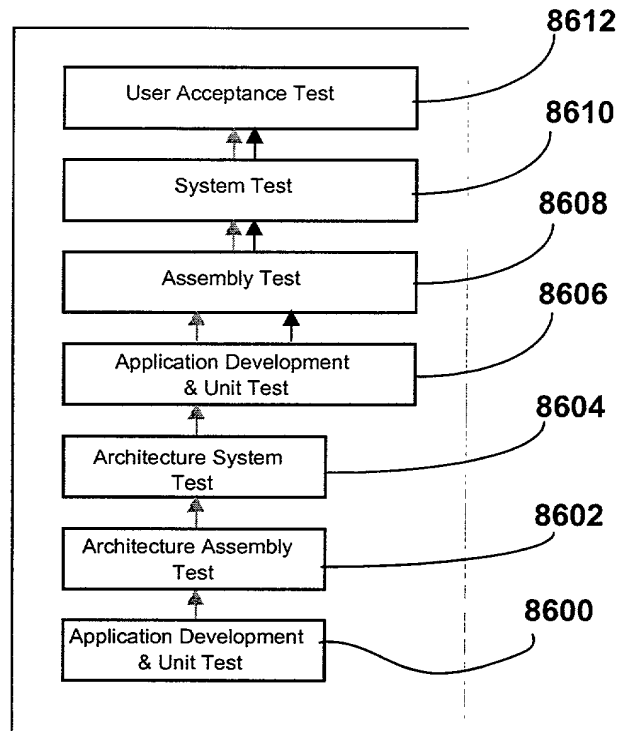 8612
User Acceptance Test
8610
System Test
8608
Assembly Test
8606
Application Development
& Unit Test
8604
Architecture System
Test
8602
Architecture Assembly
Test
8600
Application Development
& Unit Test